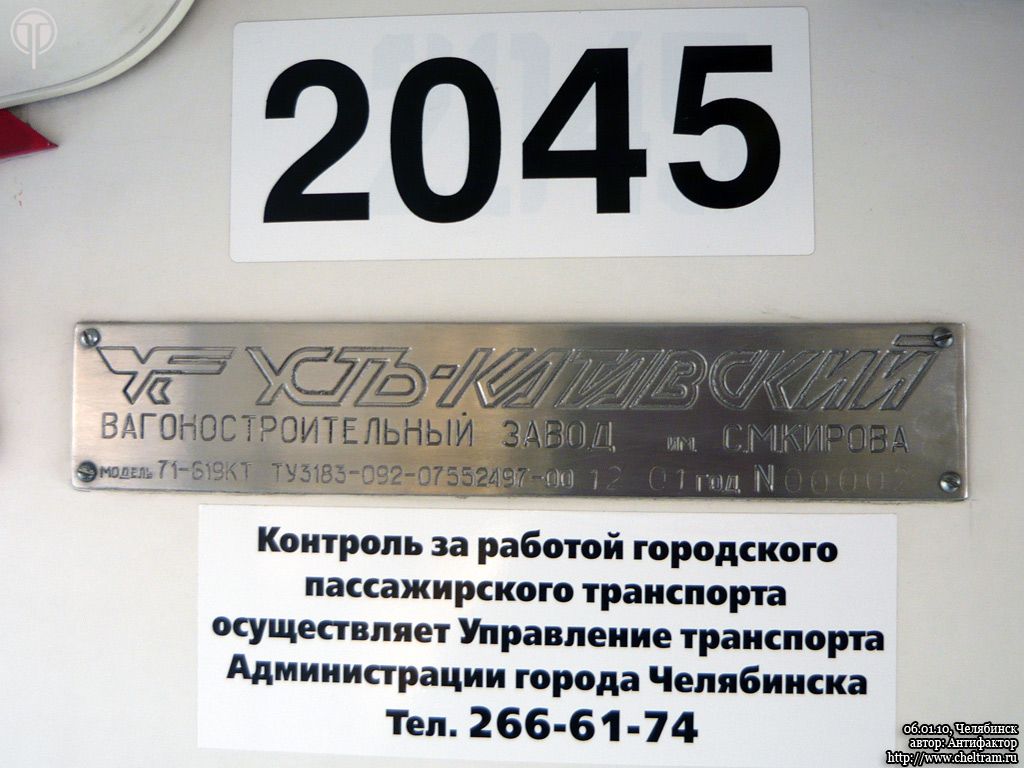 2045
УСТЬ-КАТАВСКИЙ
ВАГОНОСТРОИТЕЛЬНЫЙ ЗАВОД им. С.М.КИРОВА
МОДЕЛЬ 71-619КТ ТУ3183-092-07552497-00 12 01 ГОД N 00002
Контроль за работой городского
пассажирского транспорта
осуществляет Управление транспорта
Администрации города Челябинска
Тел. 266-61-74
06.01.10, Челябинск
автор: Антифактор
http://www.cheltram.ru